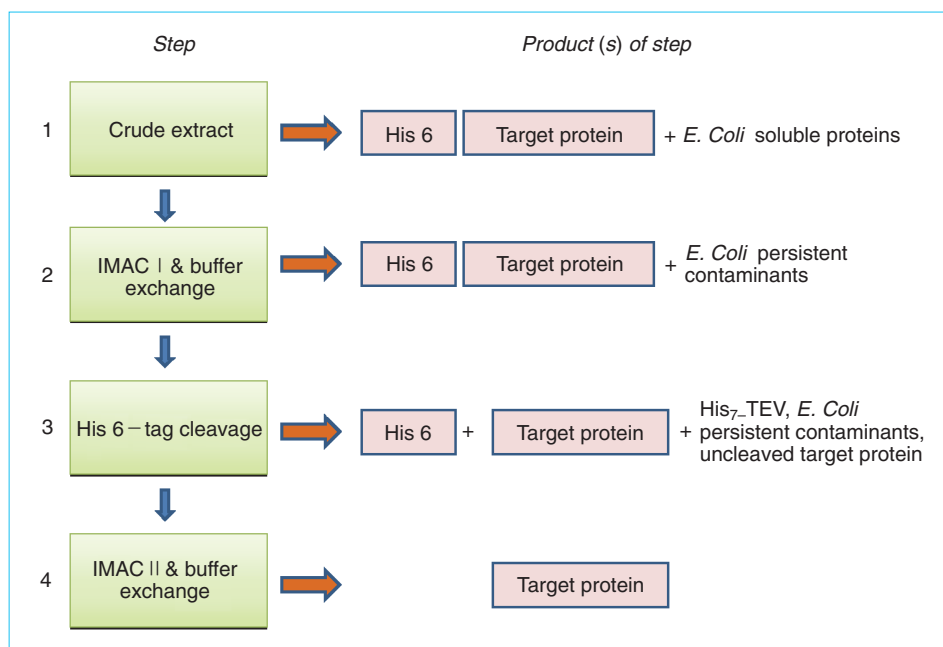 Step Product (s) of step
1 Crude extract His 6 Target protein + E. Coli soluble proteins
2 IMAC I & buffer
exchange
His 6 Target protein + E. Coli persistent
contaminants
3 His 6–tag cleavage His 6 + Target protein + His7–TEV, E. Coli
persistent contaminants,
uncleaved target protein
4 IMAC II & buffer
exchange
Target protein